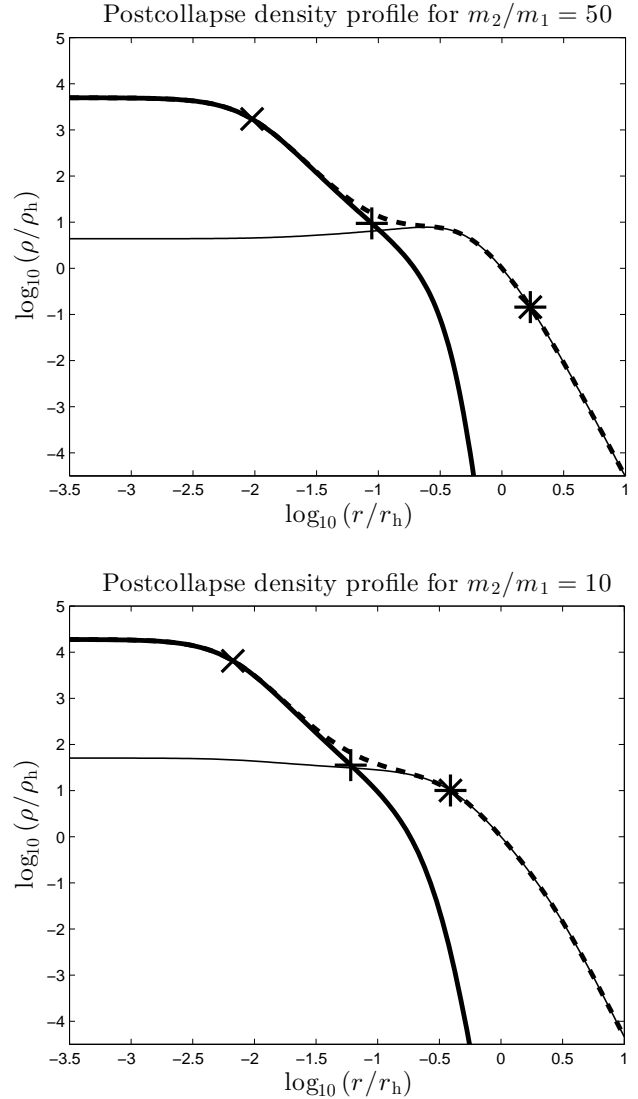 Postcollapse density profile for m₂/m₁ = 50
5
4
3
2
1
0
−1
−2
−3
−4
log₁₀ (ρ/ρₕ)
−3.5 −3 −2.5 −2 −1.5 −1 −0.5 0 0.5 1
log₁₀ (r/rₕ)
Postcollapse density profile for m₂/m₁ = 10
5
4
3
2
1
0
−1
−2
−3
−4
log₁₀ (ρ/ρₕ)
−3.5 −3 −2.5 −2 −1.5 −1 −0.5 0 0.5 1
log₁₀ (r/rₕ)